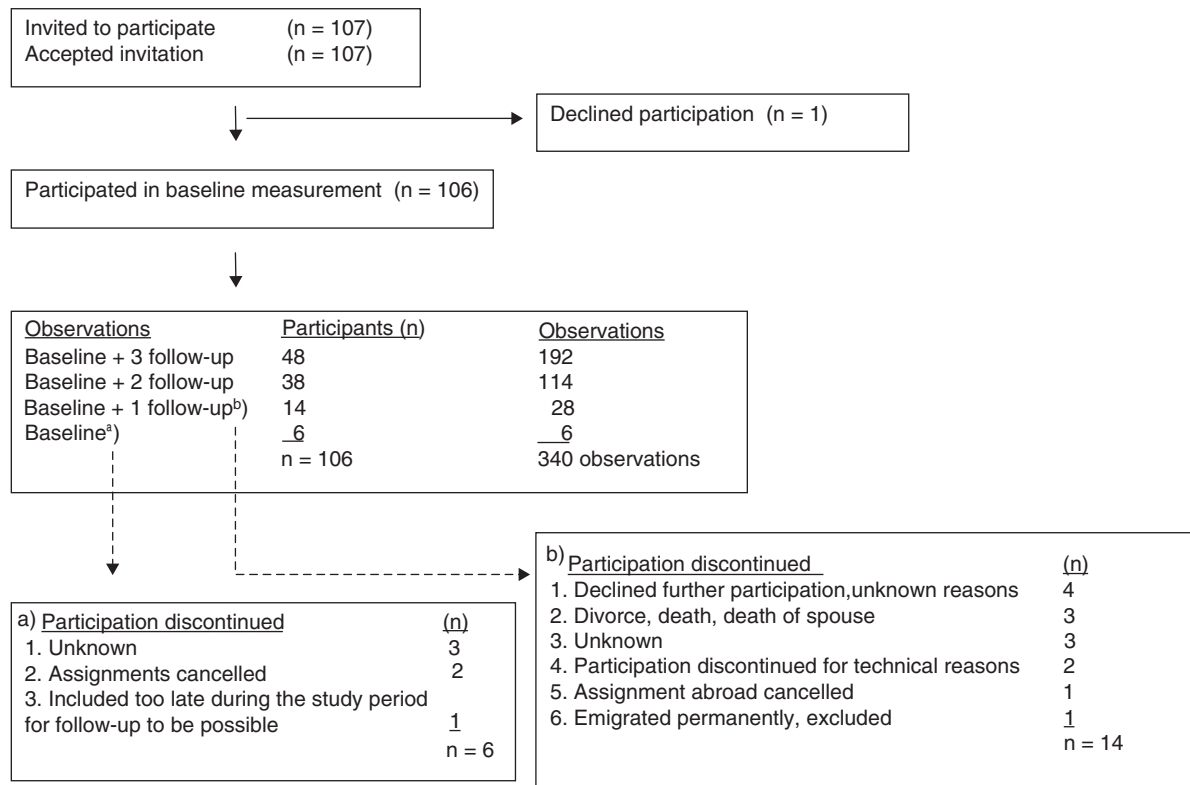 Invited to participate (n = 107)
Accepted invitation (n = 107)
Declined participation (n = 1)
Participated in baseline measurement (n = 106)
Observations Participants (n) Observations
Baseline + 3 follow-up 48 192
Baseline + 2 follow-up 38 114
Baseline + 1 follow-upᵇ) 14 28
Baselineᵃ) 6 6
n = 106 340 observations
a) Participation discontinued (n)
1. Unknown 3
2. Assignments cancelled 2
3. Included too late during the study period
for follow-up to be possible 1
n = 6
b) Participation discontinued (n)
1. Declined further participation,unknown reasons 4
2. Divorce, death, death of spouse 3
3. Unknown 3
4. Participation discontinued for technical reasons 2
5. Assignment abroad cancelled 1
6. Emigrated permanently, excluded 1
n = 14